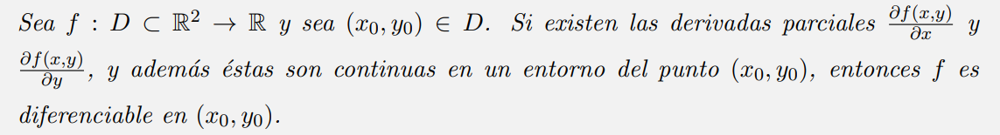 Sea $f : D \subset \mathbb{R}^2 \to \mathbb{R}$ y sea $(x_0, y_0) \in D$. Si existen las derivadas parciales $\frac{\partial f(x,y)}{\partial x}$ y
$\frac{\partial f(x,y)}{\partial y}$, y además éstas son continuas en un entorno del punto $(x_0, y_0)$, entonces $f$ es
diferenciable en $(x_0, y_0)$.